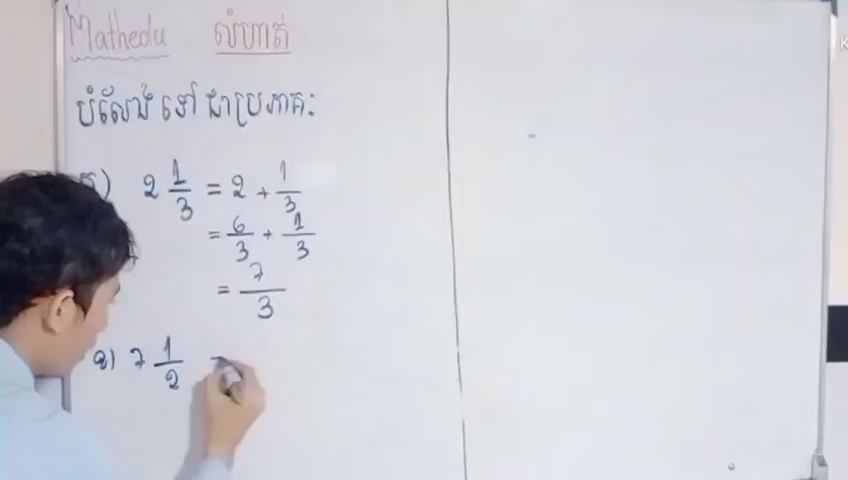 Mathedu លំហាត់
បំលែង ទៅ ជាប្រភាគ:
ក) 2 1/3 = 2 + 1/3
= 6/3 + 1/3
= 7/3
ខ) 7 1/2 =
K